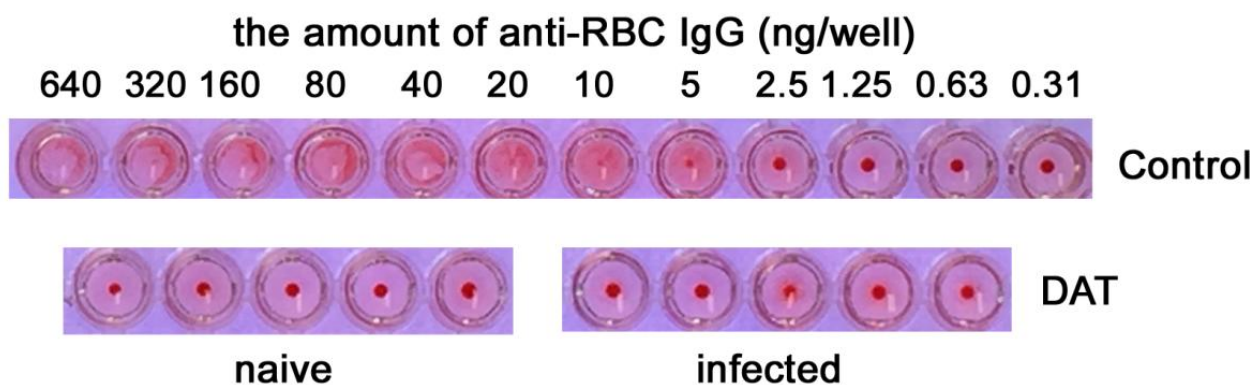 the amount of anti-RBC IgG (ng/well)
640 320 160 80 40 20 10 5 2.5 1.25 0.63 0.31
Control
DAT
naive infected